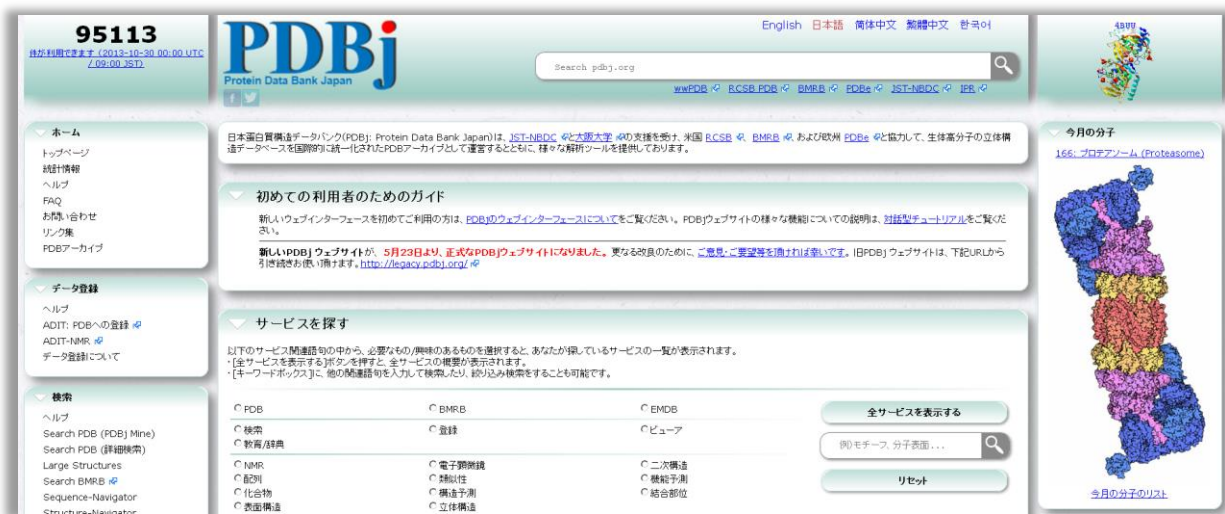 95113
件が利用できます (2013-10-30 00:00 UTC
/ 09:00 JST)
PDBj
Protein Data Bank Japan
English 日本語 简体中文 繁體中文 한국어
Search pdbj.org
wwPDB RCSB PDB BMRB PDBe JST-NBDC IPR
4BUU
ホーム
トップページ
統計情報
ヘルプ
FAQ
お問い合わせ
リンク集
PDBアーカイブ
データ登録
ヘルプ
ADIT: PDBへの登録
ADIT-NMR
データ登録について
検索
ヘルプ
Search PDB (PDBj Mine)
Search PDB (詳細検索)
Large Structures
Search BMRB
Sequence-Navigator
Structure-Navigator
日本蛋白質構造データバンク(PDBj: Protein Data Bank Japan)は、JST-NBDC と大阪大学 の支援を受け、米国 RCSB 、 BMRB 、および欧州 PDBe と協力して、生体高分子の立体構
造データベースを国際的に統一化されたPDBアーカイブとして運営するとともに、様々な解析ツールを提供しております。
初めての利用者のためのガイド
新しいウェブインターフェースを初めてご利用の方は、PDBjのウェブインターフェースについてをご覧ください。PDBjウェブサイトの様々な機能についての説明は、対話型チュートリアルをご覧くだ
さい。
新しいPDBj ウェブサイトが、5月23日より、正式なPDBjウェブサイトになりました。更なる改良のために、ご意見・ご要望等を頂ければ幸いです。旧PDBj ウェブサイトは、下記URLから
引き続きお使い頂けます。http://legacy.pdbj.org/
サービスを探す
以下のサービス関連語句の中から、必要なもの/興味のあるものを選択すると、あなたが探しているサービスの一覧が表示されます。
・[全サービスを表示する]ボタンを押すと、全サービスの概要が表示されます。
・[キーワードボックス]に、他の関連語句を入力して検索したり、絞り込み検索をすることも可能です。
PDB BMRB EMDB
検索 登録 ビューア
教育/辞典
NMR 電子顕微鏡 二次構造
配列 類似性 機能予測
化合物 構造予測 結合部位
表面構造 立体構造
全サービスを表示する
例) モチーフ, 分子表面...
リセット
今月の分子
166: プロテアソーム (Proteasome)
今月の分子のリスト